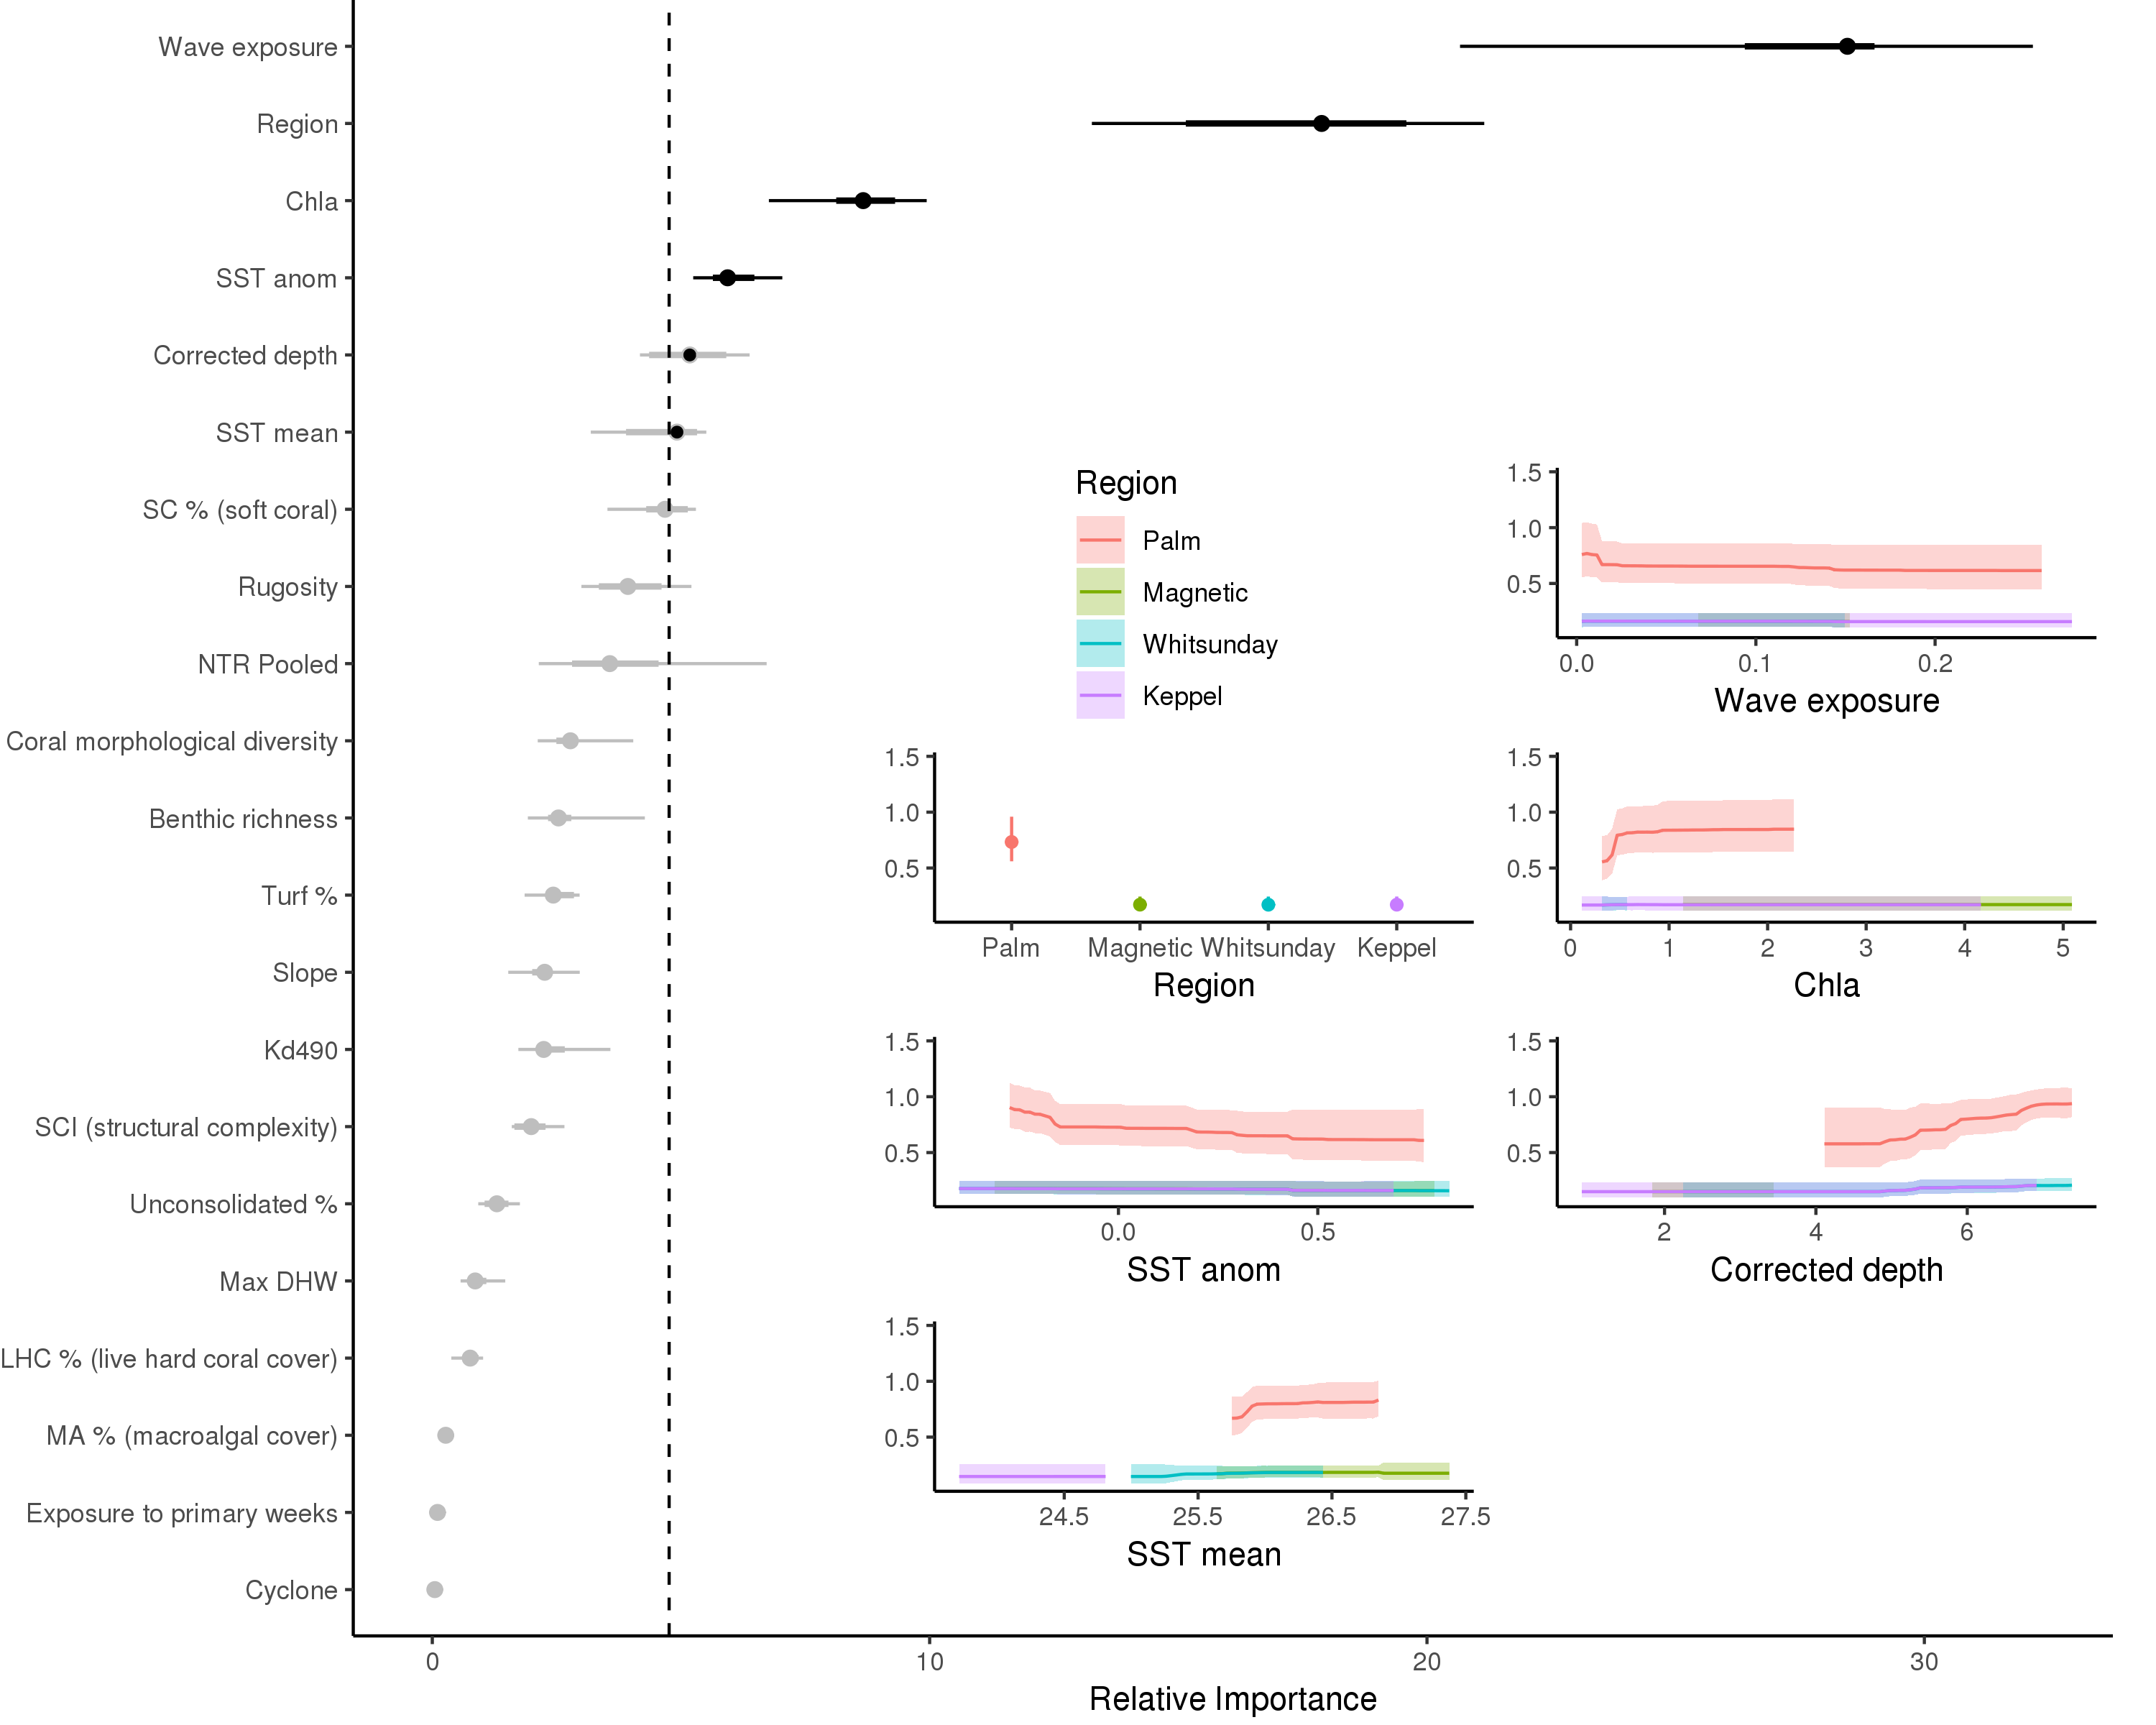 Wave exposure
Region
Chla
SST anom
Corrected depth
SST mean
SC % (soft coral)
Rugosity
NTR Pooled
Coral morphological diversity
Benthic richness
Turf %
Slope
Kd490
SCI (structural complexity)
Unconsolidated %
Max DHW
LHC % (live hard coral cover)
MA % (macroalgal cover)
Exposure to primary weeks
Cyclone
0 10 20 30
Relative Importance
Region
Palm
Magnetic
Whitsunday
Keppel
1.5
1.0
0.5
0.0 0.1 0.2
Wave exposure
1.5
1.0
0.5
Palm Magnetic Whitsunday Keppel
Region
1.5
1.0
0.5
0 1 2 3 4 5
Chla
1.5
1.0
0.5
0.0 0.5
SST anom
1.5
1.0
0.5
2 4 6
Corrected depth
1.5
1.0
0.5
24.5 25.5 26.5 27.5
SST mean